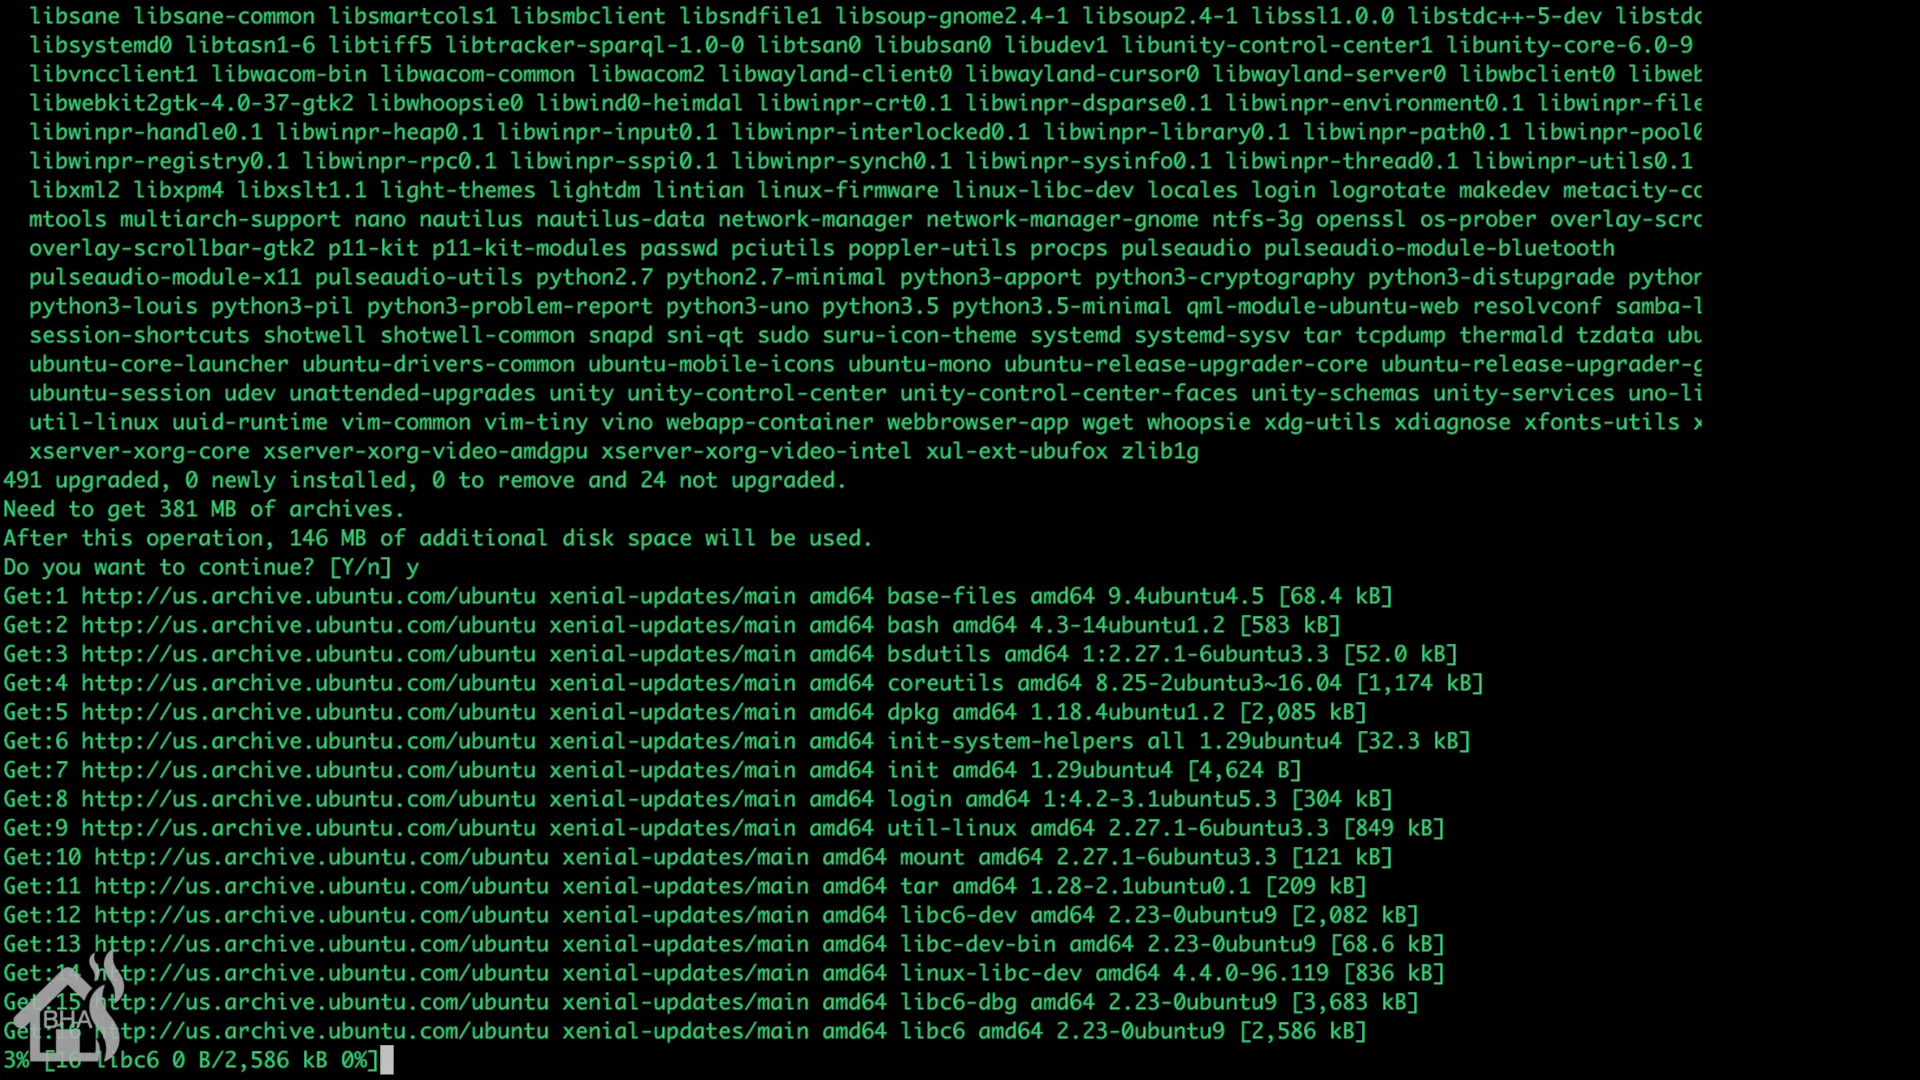 libsane libsane-common libsmartcols1 libsmbclient libsndfile1 libsoup-gnome2.4-1 libsoup2.4-1 libssl1.0.0 libstdc++-5-dev libstdc
libsystemd0 libtasn1-6 libtiff5 libtracker-sparql-1.0-0 libtsan0 libubsan0 libudev1 libunity-control-center1 libunity-core-6.0-9
libvncclient1 libwacom-bin libwacom-common libwacom2 libwayland-client0 libwayland-cursor0 libwayland-server0 libwbclient0 libweb
libwebkit2gtk-4.0-37-gtk2 libwhoopsie0 libwind0-heimdal libwinpr-crt0.1 libwinpr-dsparse0.1 libwinpr-environment0.1 libwinpr-file
libwinpr-handle0.1 libwinpr-heap0.1 libwinpr-input0.1 libwinpr-interlocked0.1 libwinpr-library0.1 libwinpr-path0.1 libwinpr-pool0
libwinpr-registry0.1 libwinpr-rpc0.1 libwinpr-sspi0.1 libwinpr-synch0.1 libwinpr-sysinfo0.1 libwinpr-thread0.1 libwinpr-utils0.1
libxml2 libxpm4 libxslt1.1 light-themes lightdm lintian linux-firmware linux-libc-dev locales login logrotate makedev metacity-co
mtools multiarch-support nano nautilus nautilus-data network-manager network-manager-gnome ntfs-3g openssl os-prober overlay-scro
overlay-scrollbar-gtk2 p11-kit p11-kit-modules passwd pciutils poppler-utils procps pulseaudio pulseaudio-module-bluetooth
pulseaudio-module-x11 pulseaudio-utils python2.7 python2.7-minimal python3-apport python3-cryptography python3-distupgrade python
python3-louis python3-pil python3-problem-report python3-uno python3.5 python3.5-minimal qml-module-ubuntu-web resolvconf samba-l
session-shortcuts shotwell shotwell-common snapd sni-qt sudo suru-icon-theme systemd systemd-sysv tar tcpdump thermald tzdata ubu
ubuntu-core-launcher ubuntu-drivers-common ubuntu-mobile-icons ubuntu-mono ubuntu-release-upgrader-core ubuntu-release-upgrader-g
ubuntu-session udev unattended-upgrades unity unity-control-center unity-control-center-faces unity-schemas unity-services uno-li
util-linux uuid-runtime vim-common vim-tiny vino webapp-container webbrowser-app wget whoopsie xdg-utils xdiagnose xfonts-utils x
xserver-xorg-core xserver-xorg-video-amdgpu xserver-xorg-video-intel xul-ext-ubufox zlib1g
491 upgraded, 0 newly installed, 0 to remove and 24 not upgraded.
Need to get 381 MB of archives.
After this operation, 146 MB of additional disk space will be used.
Do you want to continue? [Y/n] y
Get:1 http://us.archive.ubuntu.com/ubuntu xenial-updates/main amd64 base-files amd64 9.4ubuntu4.5 [68.4 kB]
Get:2 http://us.archive.ubuntu.com/ubuntu xenial-updates/main amd64 bash amd64 4.3-14ubuntu1.2 [583 kB]
Get:3 http://us.archive.ubuntu.com/ubuntu xenial-updates/main amd64 bsdutils amd64 1:2.27.1-6ubuntu3.3 [52.0 kB]
Get:4 http://us.archive.ubuntu.com/ubuntu xenial-updates/main amd64 coreutils amd64 8.25-2ubuntu3~16.04 [1,174 kB]
Get:5 http://us.archive.ubuntu.com/ubuntu xenial-updates/main amd64 dpkg amd64 1.18.4ubuntu1.2 [2,085 kB]
Get:6 http://us.archive.ubuntu.com/ubuntu xenial-updates/main amd64 init-system-helpers all 1.29ubuntu4 [32.3 kB]
Get:7 http://us.archive.ubuntu.com/ubuntu xenial-updates/main amd64 init amd64 1.29ubuntu4 [4,624 B]
Get:8 http://us.archive.ubuntu.com/ubuntu xenial-updates/main amd64 login amd64 1:4.2-3.1ubuntu5.3 [304 kB]
Get:9 http://us.archive.ubuntu.com/ubuntu xenial-updates/main amd64 util-linux amd64 2.27.1-6ubuntu3.3 [849 kB]
Get:10 http://us.archive.ubuntu.com/ubuntu xenial-updates/main amd64 mount amd64 2.27.1-6ubuntu3.3 [121 kB]
Get:11 http://us.archive.ubuntu.com/ubuntu xenial-updates/main amd64 tar amd64 1.28-2.1ubuntu0.1 [209 kB]
Get:12 http://us.archive.ubuntu.com/ubuntu xenial-updates/main amd64 libc6-dev amd64 2.23-0ubuntu9 [2,082 kB]
Get:13 http://us.archive.ubuntu.com/ubuntu xenial-updates/main amd64 libc-dev-bin amd64 2.23-0ubuntu9 [68.6 kB]
Get:14 http://us.archive.ubuntu.com/ubuntu xenial-updates/main amd64 linux-libc-dev amd64 4.4.0-96.119 [836 kB]
Get:15 http://us.archive.ubuntu.com/ubuntu xenial-updates/main amd64 libc6-dbg amd64 2.23-0ubuntu9 [3,683 kB]
BHA
Get:16 http://us.archive.ubuntu.com/ubuntu xenial-updates/main amd64 libc6 amd64 2.23-0ubuntu9 [2,586 kB]
3% [16 libc6 0 B/2,586 kB 0%]